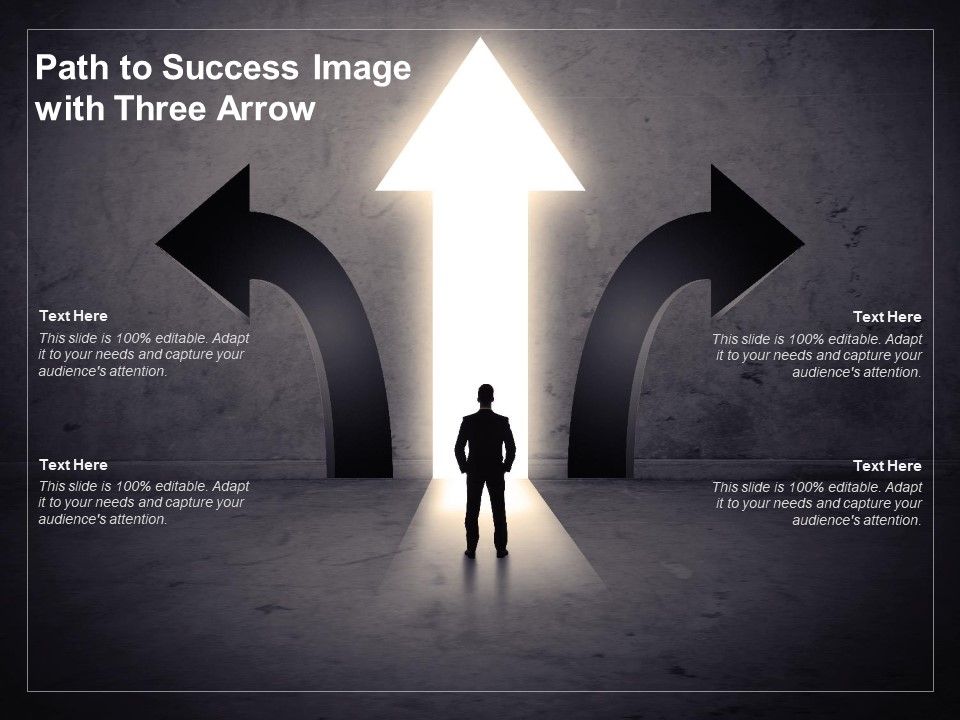 Path to Success Image
with Three Arrow
Text Here
This slide is 100% editable. Adapt
it to your needs and capture your
audience's attention.
Text Here
This slide is 100% editable. Adapt
it to your needs and capture your
audience's attention.
Text Here
This slide is 100% editable. Adapt
it to your needs and capture your
audience's attention.
Text Here
This slide is 100% editable. Adapt
it to your needs and capture your
audience's attention.